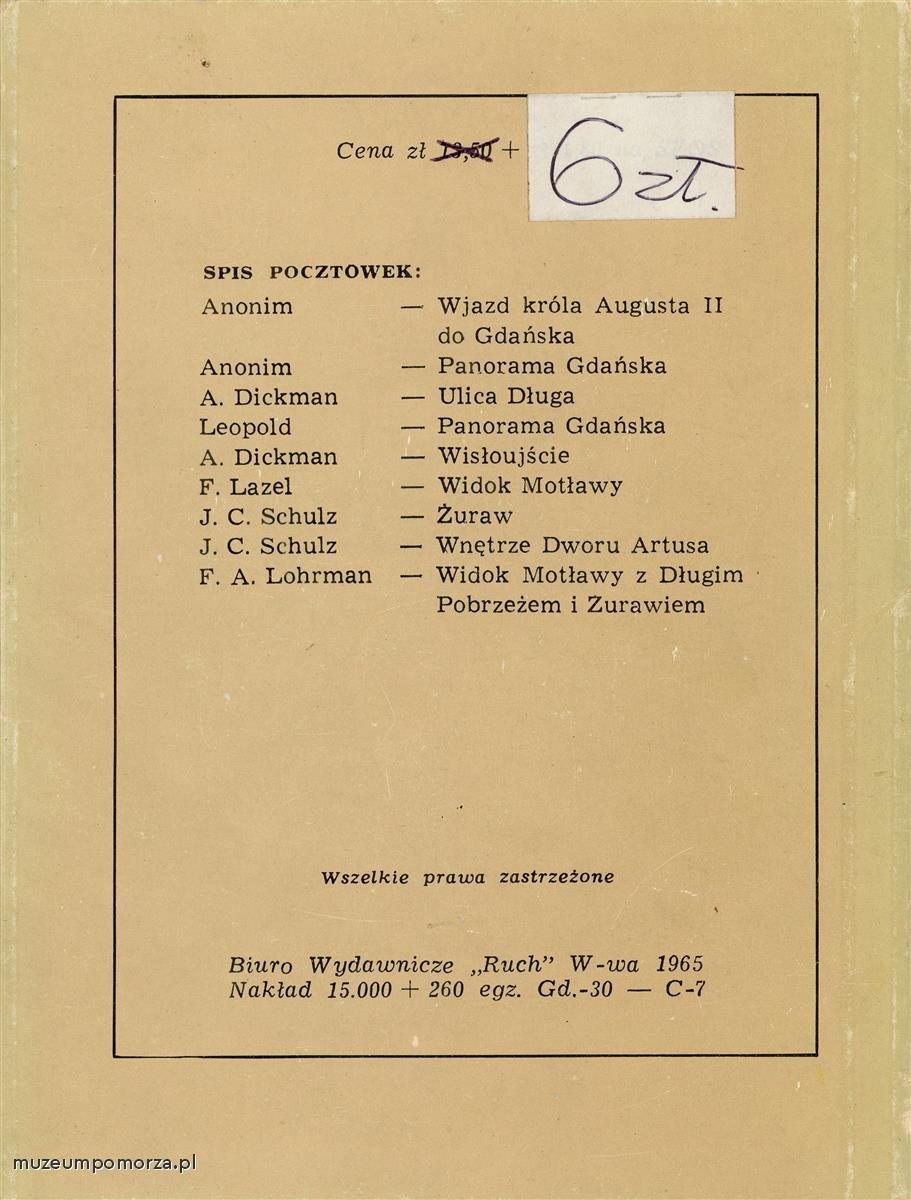 Cena zł 13,50 + 6 zł.
SPIS POCZTOWEK:
Anonim — Wjazd króla Augusta II
do Gdańska
Anonim — Panorama Gdańska
A. Dickman — Ulica Długa
Leopold — Panorama Gdańska
A. Dickman — Wisłoujście
F. Lazel — Widok Motławy
J. C. Schulz — Żuraw
J. C. Schulz — Wnętrze Dworu Artusa
F. A. Lohrman — Widok Motławy z Długim
Pobrzeżem i Zurawiem
Wszelkie prawa zastrzeżone
Biuro Wydawnicze „Ruch” W-wa 1965
Nakład 15.000 + 260 egz. Gd.-30 — C-7
muzeumpomorza.pl